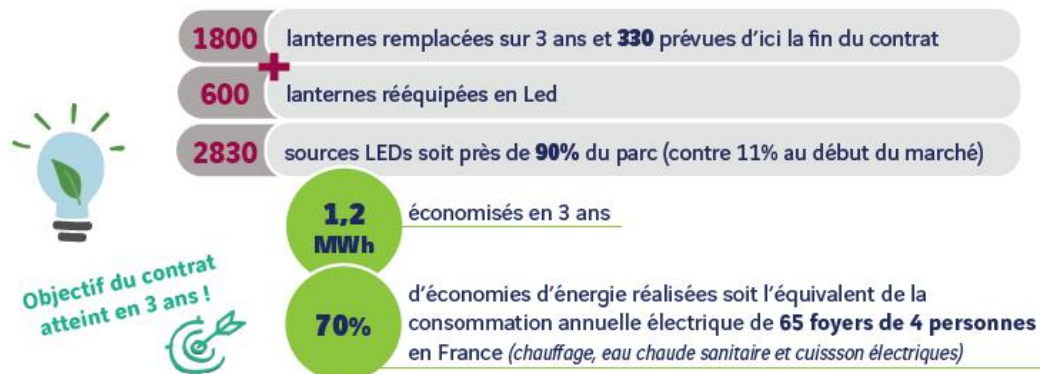 1800 lanternes remplacées sur 3 ans et 330 prévues d'ici la fin du contrat
+
600 lanternes rééquipées en Led
2830 sources LEDs soit près de 90% du parc (contre 11% au début du marché)
1,2
MWh
économisés en 3 ans
Objectif du contrat
atteint en 3 ans !
70%
d'économies d'énergie réalisées soit l'équivalent de la
consommation annuelle électrique de 65 foyers de 4 personnes
en France (chauffage, eau chaude sanitaire et cuissson électriques)